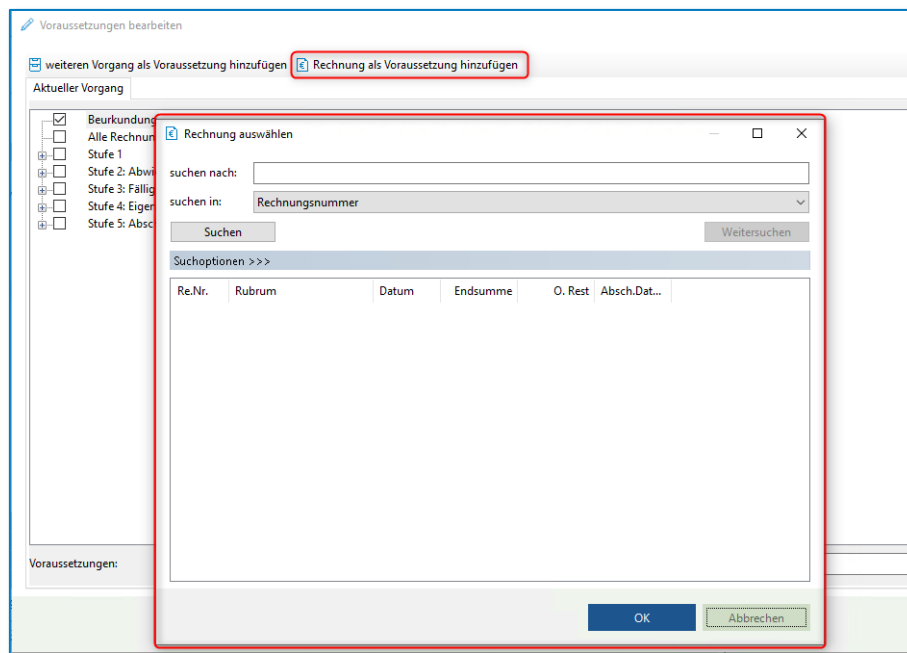 Voraussetzungen bearbeiten
weiteren Vorgang als Voraussetzung hinzufügen Rechnung als Voraussetzung hinzufügen
Aktueller Vorgang
Beurkundung
Alle Rechnun
Stufe 1
Stufe 2: Abwi
Stufe 3: Fällig
Stufe 4: Eigen
Stufe 5: Absc
Rechnung auswählen
suchen nach:
suchen in: Rechnungsnummer
Suchen Weitersuchen
Suchoptionen >>>
Re.Nr. Rubrum Datum Endsumme O. Rest Absch.Dat...
Voraussetzungen:
OK Abbrechen